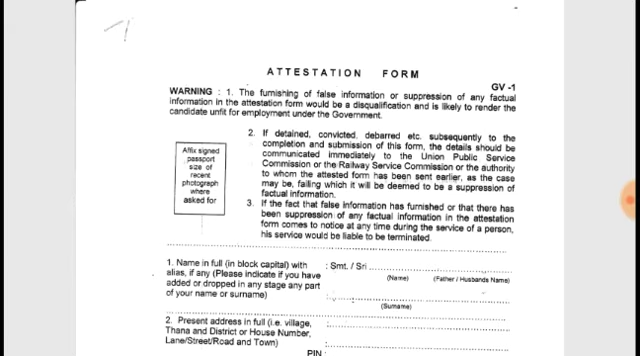 ATTESTATION FORM
GV -1
WARNING : 1. The furnishing of false information or suppression of any factual
information in the attestation form would be a disqualification and is likely to render the
candidate unfit for employment under the Government.
2. If detained, convicted, debarred etc. subsequently to the
completion and submission of this form, the details should be
communicated immediately to the Union Public Service
Commission or the Railway Service Commission or the authority
to whom the attested form has been sent earlier, as the case
may be, failing which it will be deemed to be a suppression of
factual information.
Affix signed
passport
size of
recent
photograph
where
asked for
3. If the fact that false information has furnished or that there has
been suppression of any factual information in the attestation
form comes to notice at any time during the service of a person,
his service would be liable to be terminated.
1. Name in full (in block capital) with
alias, if any (Please indicate if you have
added or dropped in any stage any part
of your name or surname)
: Smt. / Sri
(Name) (Father / Husbands Name)
(Surname)
2. Present address in full (i.e. village,
Thana and District or House Number,
Lane/Street/Road and Town)
PIN :